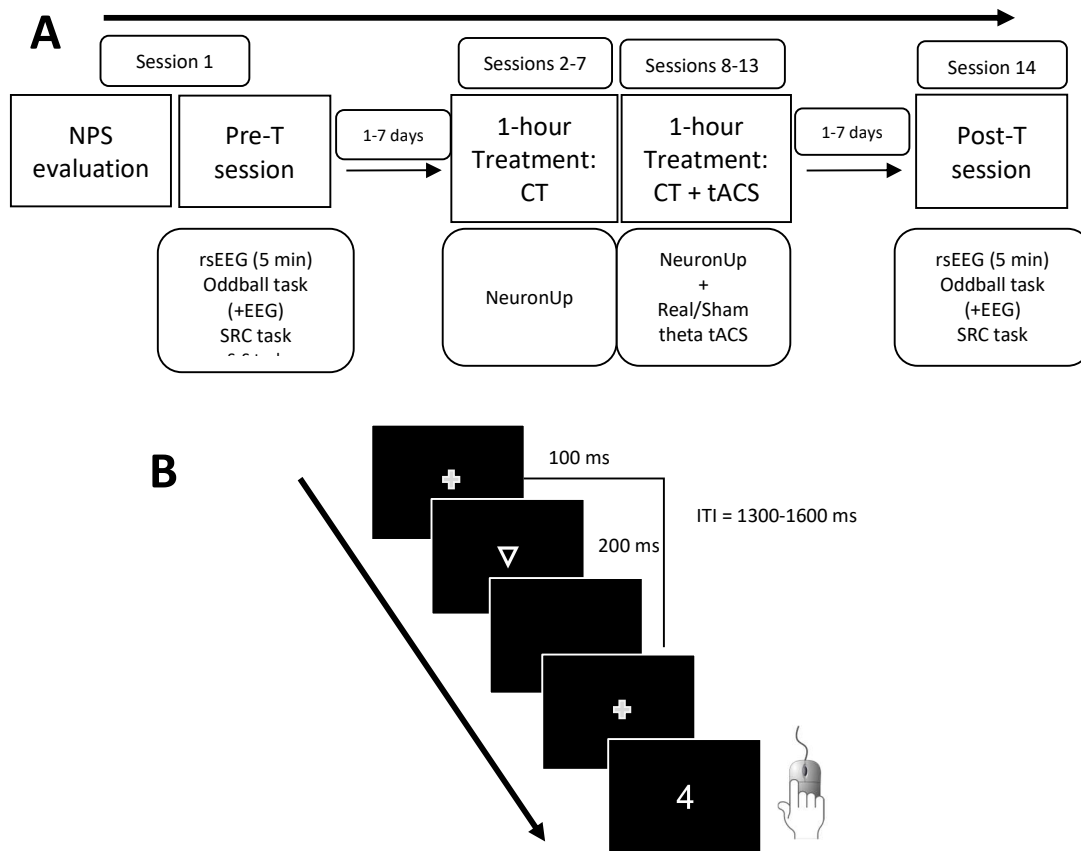 A
Session 1
Sessions 2-7
Sessions 8-13
Session 14
NPS
evaluation
Pre-T
session
1-7 days
1-hour
Treatment:
CT
1-hour
Treatment:
CT + tACS
1-7 days
Post-T
session
rsEEG (5 min)
Oddball task
(+EEG)
SRC task
NeuronUp
NeuronUp
+
Real/Sham
theta tACS
rsEEG (5 min)
Oddball task
(+EEG)
SRC task
B
100 ms
ITI = 1300-1600 ms
200 ms
4